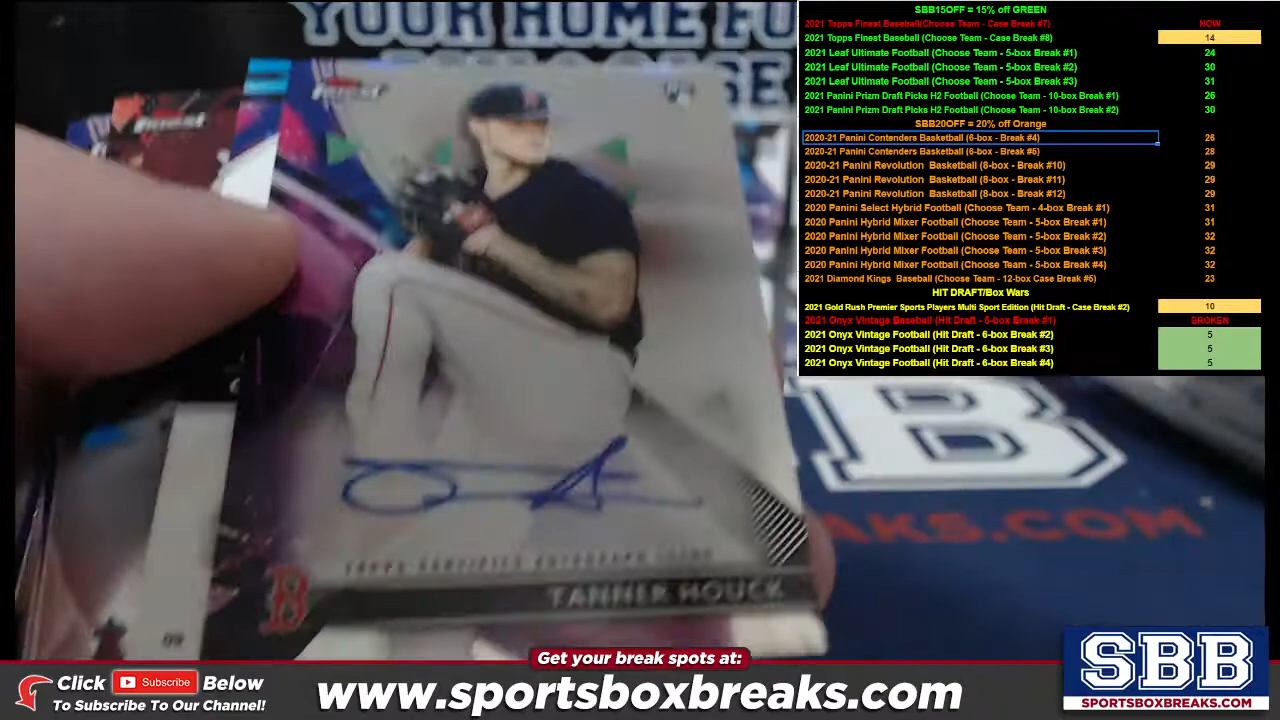 YOUR HOME FO
SBB15OFF = 15% off GREEN
2021 Topps Finest Baseball(Choose Team - Case Break #7) NOW
2021 Topps Finest Baseball (Choose Team - Case Break #8) 14
2021 Leaf Ultimate Football (Choose Team - 5-box Break #1) 24
2021 Leaf Ultimate Football (Choose Team - 5-box Break #2) 30
2021 Leaf Ultimate Football (Choose Team - 5-box Break #3) 31
2021 Panini Prizm Draft Picks H2 Football (Choose Team - 10-box Break #1) 26
2021 Panini Prizm Draft Picks H2 Football (Choose Team - 10-box Break #2) 30
SBB20OFF = 20% off Orange
2020-21 Panini Contenders Basketball (6-box - Break #4) 26
2020-21 Panini Contenders Basketball (6-box - Break #5) 28
2020-21 Panini Revolution Basketball (8-box - Break #10) 29
2020-21 Panini Revolution Basketball (8-box - Break #11) 29
2020-21 Panini Revolution Basketball (8-box - Break #12) 29
2020 Panini Select Hybrid Football (Choose Team - 4-box Break #1) 31
2020 Panini Hybrid Mixer Football (Choose Team - 5-box Break #1) 31
2020 Panini Hybrid Mixer Football (Choose Team - 5-box Break #2) 32
2020 Panini Hybrid Mixer Football (Choose Team - 5-box Break #3) 32
2020 Panini Hybrid Mixer Football (Choose Team - 5-box Break #4) 32
2021 Diamond Kings Baseball (Choose Team - 12-box Case Break #6) 23
HIT DRAFT/Box Wars
2021 Gold Rush Premier Sports Players Multi Sport Edition (Hit Draft - Case Break #2) 10
2021 Onyx Vintage Baseball (Hit Draft - 5-box Break #1) BROKEN
2021 Onyx Vintage Football (Hit Draft - 6-box Break #2) 5
2021 Onyx Vintage Football (Hit Draft - 6-box Break #3) 5
2021 Onyx Vintage Football (Hit Draft - 6-box Break #4) 5
B
EAKS.COM
TOPPS CERTIFIED AUTOGRAPH ISSUE
B TANNER HOUCK
Get your break spots at:
Click Subscribe Below
To Subscribe To Our Channel!
www.sportsboxbreaks.com
SBB
SPORTSBOXBREAKS.COM